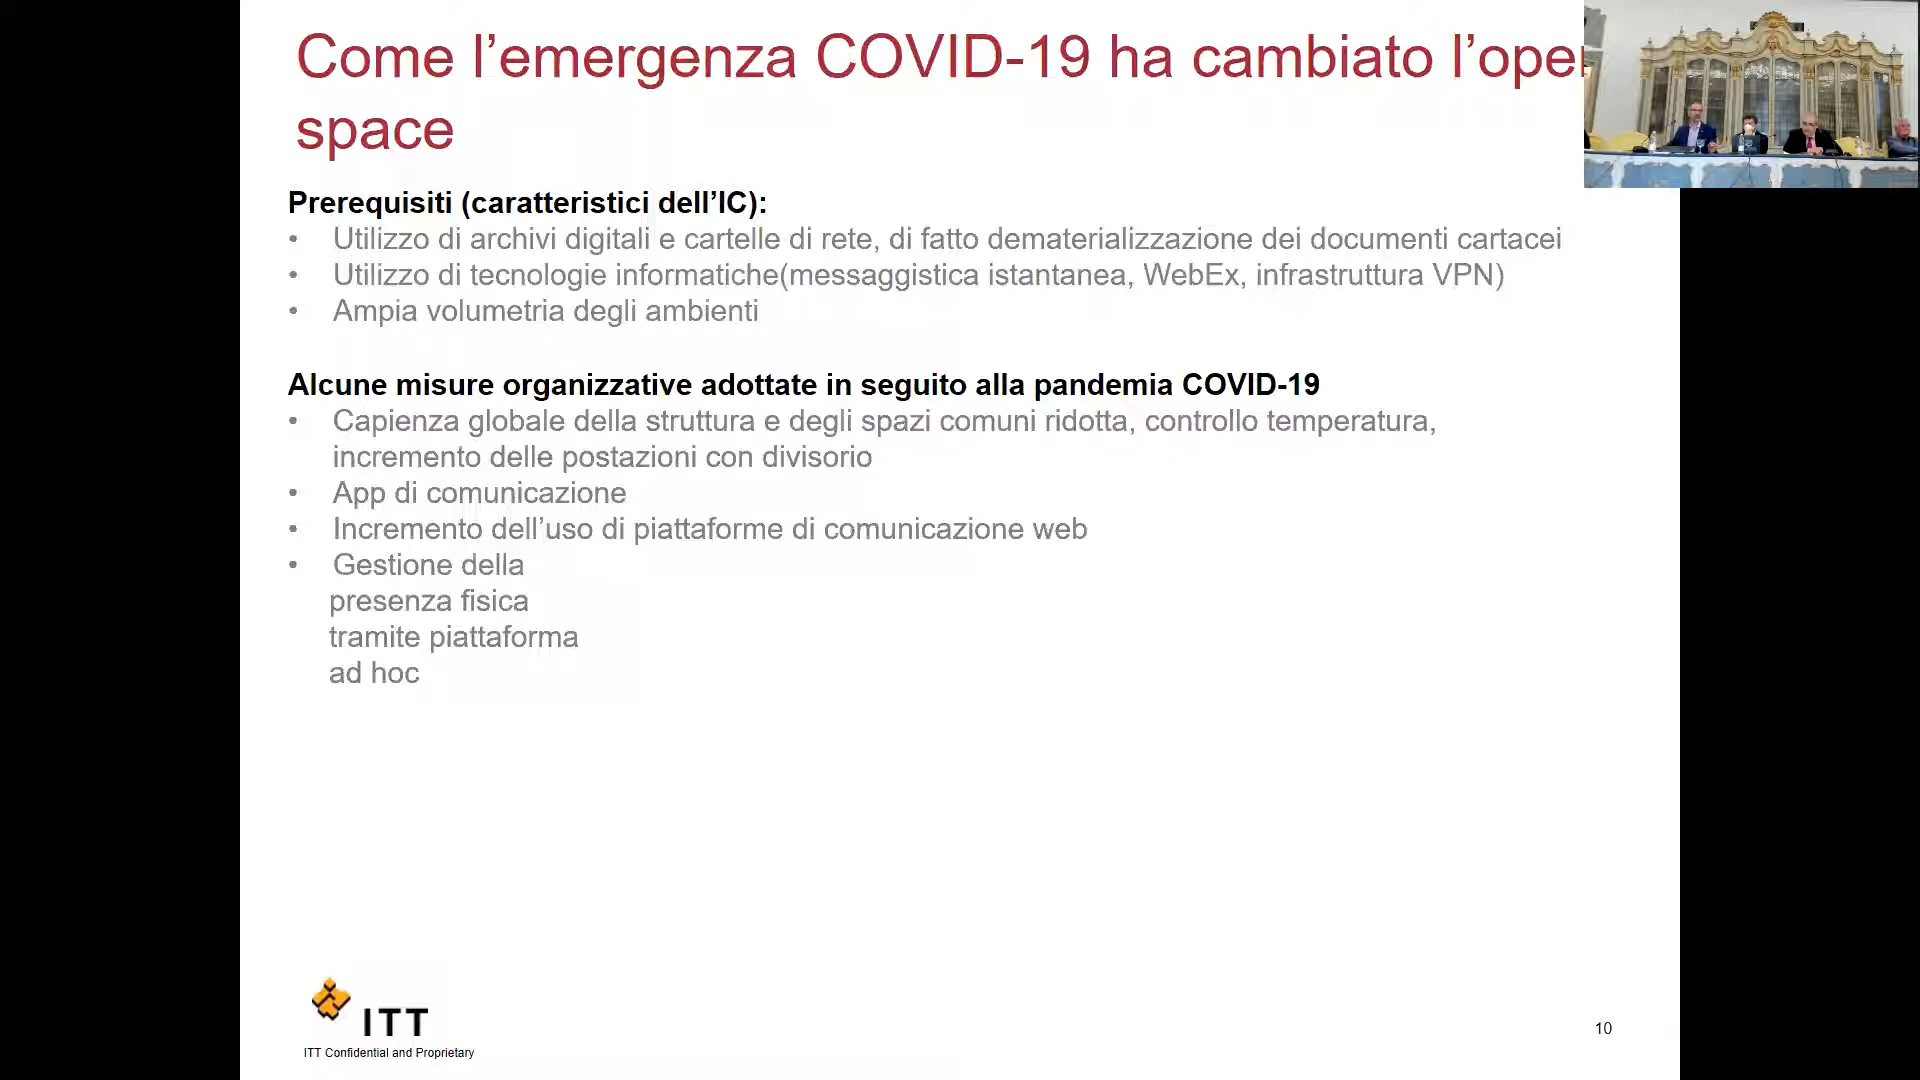 Come l’emergenza COVID-19 ha cambiato l’ope
space
Prerequisiti (caratteristici dell’IC):
• Utilizzo di archivi digitali e cartelle di rete, di fatto dematerializzazione dei documenti cartacei
• Utilizzo di tecnologie informatiche(messaggistica istantanea, WebEx, infrastruttura VPN)
• Ampia volumetria degli ambienti
Alcune misure organizzative adottate in seguito alla pandemia COVID-19
• Capienza globale della struttura e degli spazi comuni ridotta, controllo temperatura,
incremento delle postazioni con divisorio
• App di comunicazione
• Incremento dell’uso di piattaforme di comunicazione web
• Gestione della
presenza fisica
tramite piattaforma
ad hoc
ITT
ITT Confidential and Proprietary
10